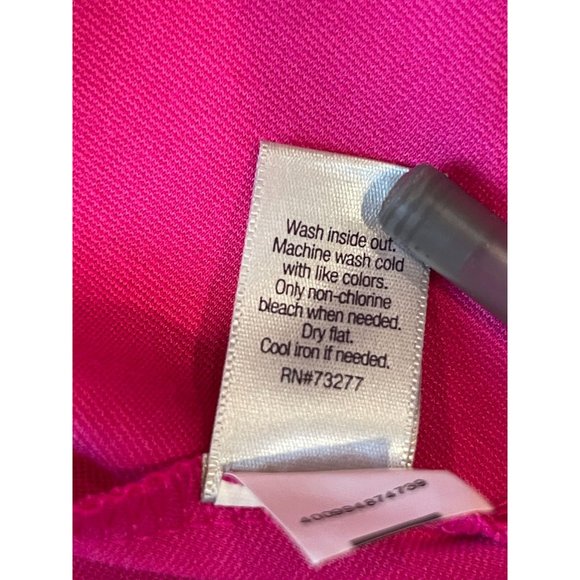 Wash inside out.
Machine wash cold
with like colors.
Only non-chlorine
bleach when needed.
Dry flat.
Cool iron if needed.
RN#73277